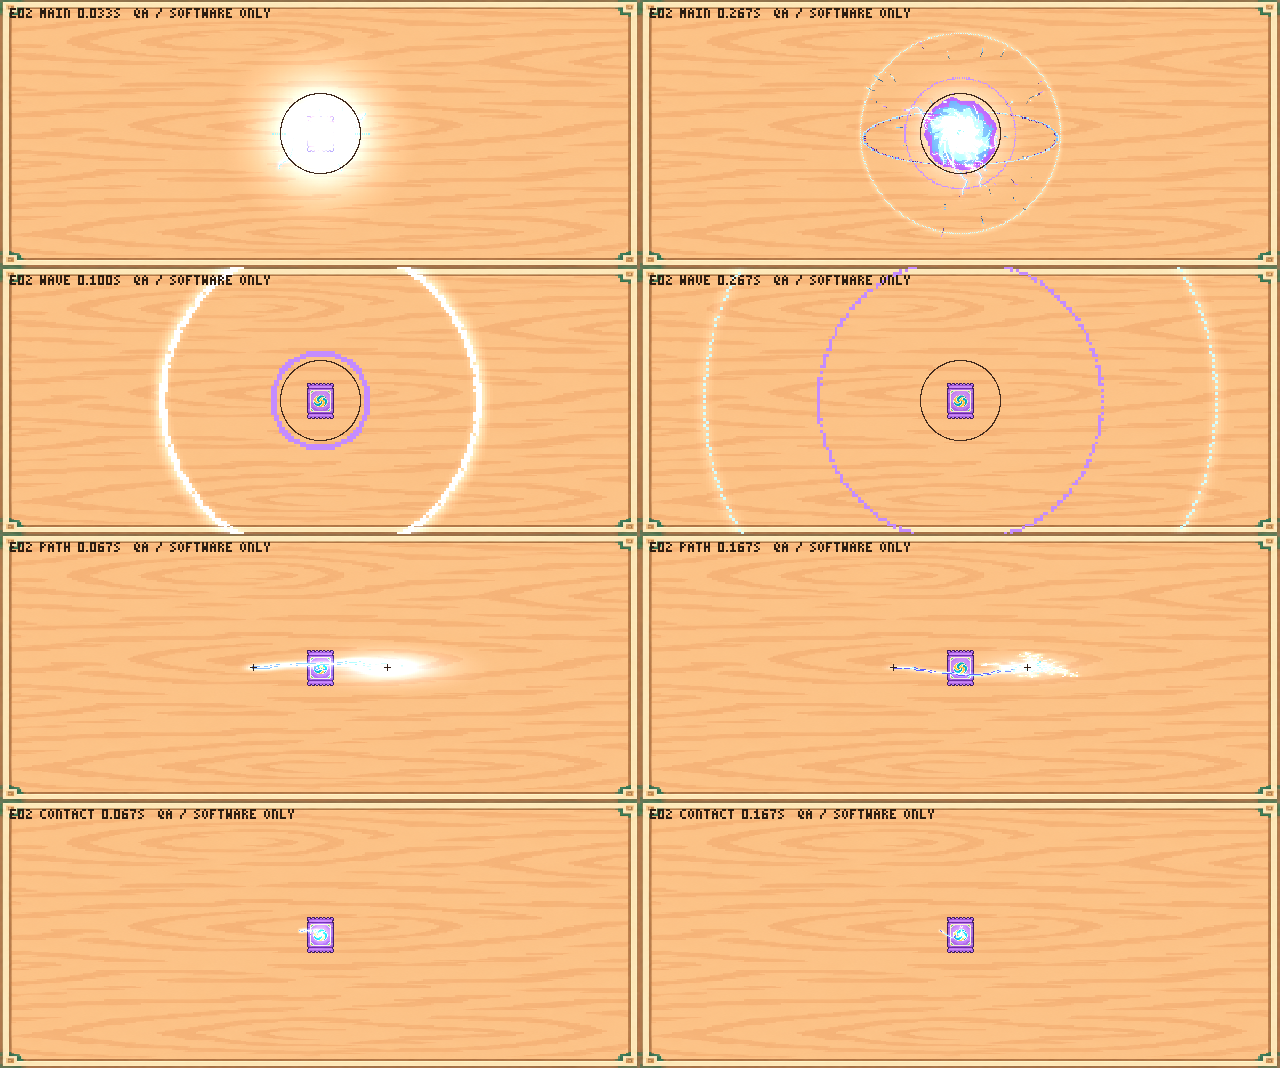 E02 MAIN 0.033S QA / SOFTWARE ONLY
E02 MAIN 0.267S QA / SOFTWARE ONLY
E02 WAVE 0.100S QA / SOFTWARE ONLY
E02 WAVE 0.267S QA / SOFTWARE ONLY
E02 PATH 0.067S QA / SOFTWARE ONLY
E02 PATH 0.167S QA / SOFTWARE ONLY
E02 CONTACT 0.067S QA / SOFTWARE ONLY
E02 CONTACT 0.167S QA / SOFTWARE ONLY